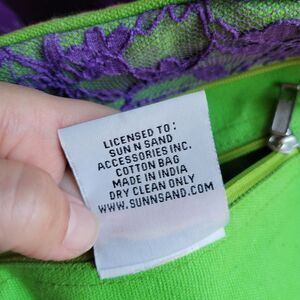 LICENSED TO:
SUN N SAND
ACCESSORIES INC.
COTTON BAG
MADE IN INDIA
DRY CLEAN ONLY
WWW.SUNNSAND.COM